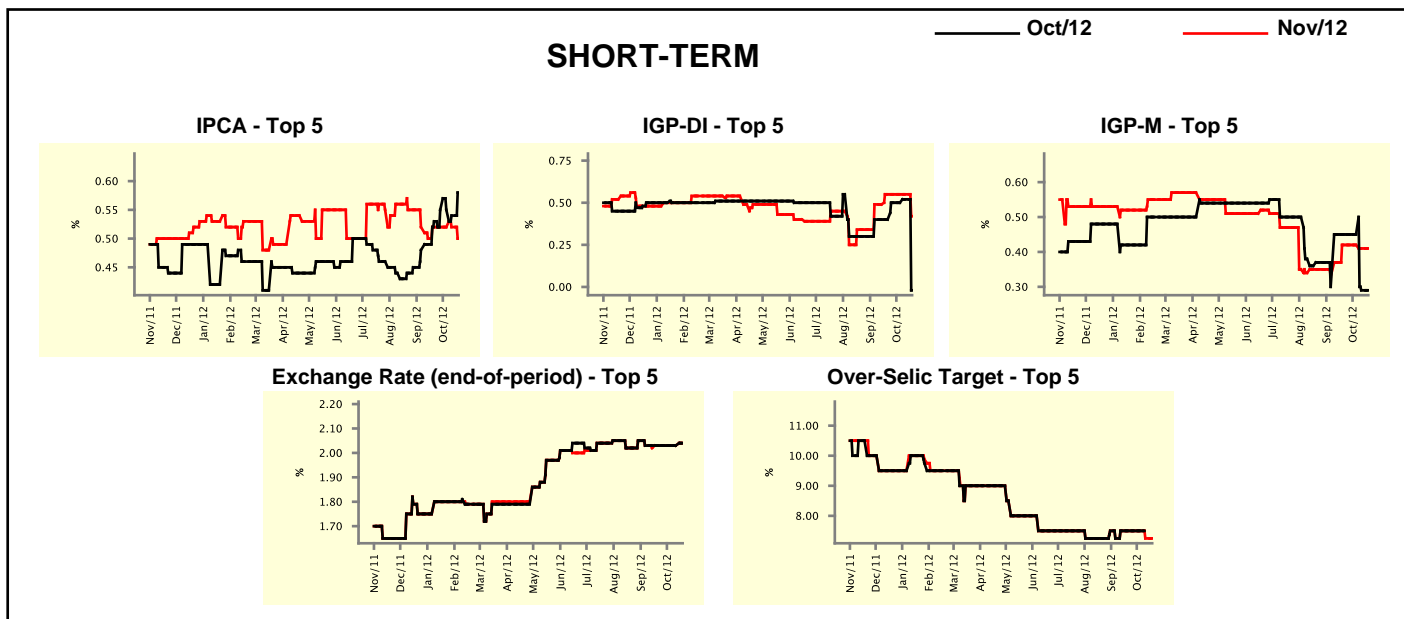 Oct/12 Nov/12
SHORT-TERM
IPCA - Top 5
%
0.60
0.55
0.50
0.45
Nov/11 Dec/11 Jan/12 Feb/12 Mar/12 Apr/12 May/12 Jun/12 Jul/12 Aug/12 Sep/12 Oct/12
IGP-DI - Top 5
%
0.75
0.50
0.25
0.00
Nov/11 Dec/11 Jan/12 Feb/12 Mar/12 Apr/12 May/12 Jun/12 Jul/12 Aug/12 Sep/12 Oct/12
IGP-M - Top 5
%
0.60
0.50
0.40
0.30
Nov/11 Dec/11 Jan/12 Feb/12 Mar/12 Apr/12 May/12 Jun/12 Jul/12 Aug/12 Sep/12 Oct/12
Exchange Rate (end-of-period) - Top 5
%
2.20
2.10
2.00
1.90
1.80
1.70
Nov/11 Dec/11 Jan/12 Feb/12 Mar/12 Apr/12 May/12 Jun/12 Jul/12 Aug/12 Sep/12 Oct/12
Over-Selic Target - Top 5
%
11.00
10.00
9.00
8.00
Nov/11 Dec/11 Jan/12 Feb/12 Mar/12 Apr/12 May/12 Jun/12 Jul/12 Aug/12 Sep/12 Oct/12